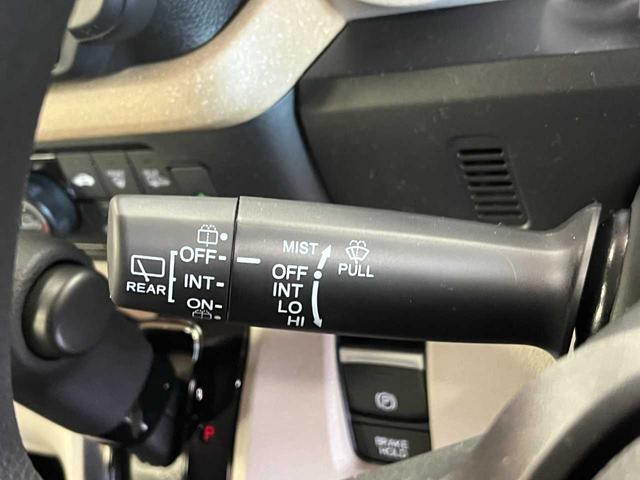 OFF
INT
ON
REAR
MIST
OFF
INT
LO
HI
PULL
P
BRAKE
HOLD
P